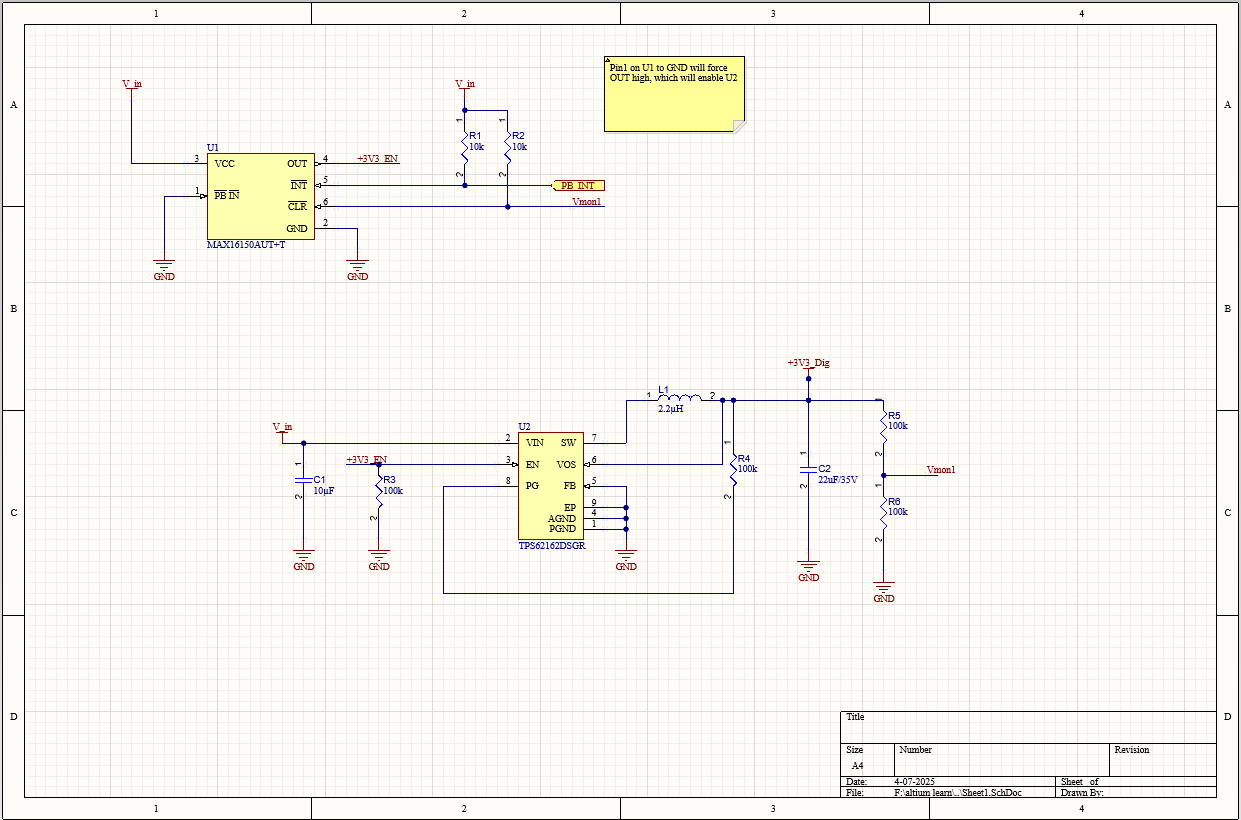 1 2 3 4
A A
B B
C C
D D
V_in
V_in
Pin1 on U1 to GND will force
OUT high, which will enable U2
U1
3 VCC OUT 4 +3V3_EN
1 PB IN INT 5 PB_INT
CLR 6 Vmon1
GND 2
MAX16150AUT+T
1 R1 10k 2
1 R2 10k 2
GND
GND
+3V3_Dig
1 L1 2
2.2µH
V_in
U2
2 VIN SW 7
+3V3_EN
3 EN VOS 6
8 PG FB 5
EP 9
AGND 4
PGND 1
TPS62162DSGR
1 C1
10µF
2
R3
100k
2
1
R4
100k
2
1
C2
22uF/35V
2
1
R5
100k
2
Vmon1
1
R6
100k
2
GND
GND
GND
GND
GND
Title
Size Number Revision
A4
Date: 4-07-2025 Sheet of
File: F:\altium learn\..\Sheet1.SchDoc Drawn By:
1 2 3 4